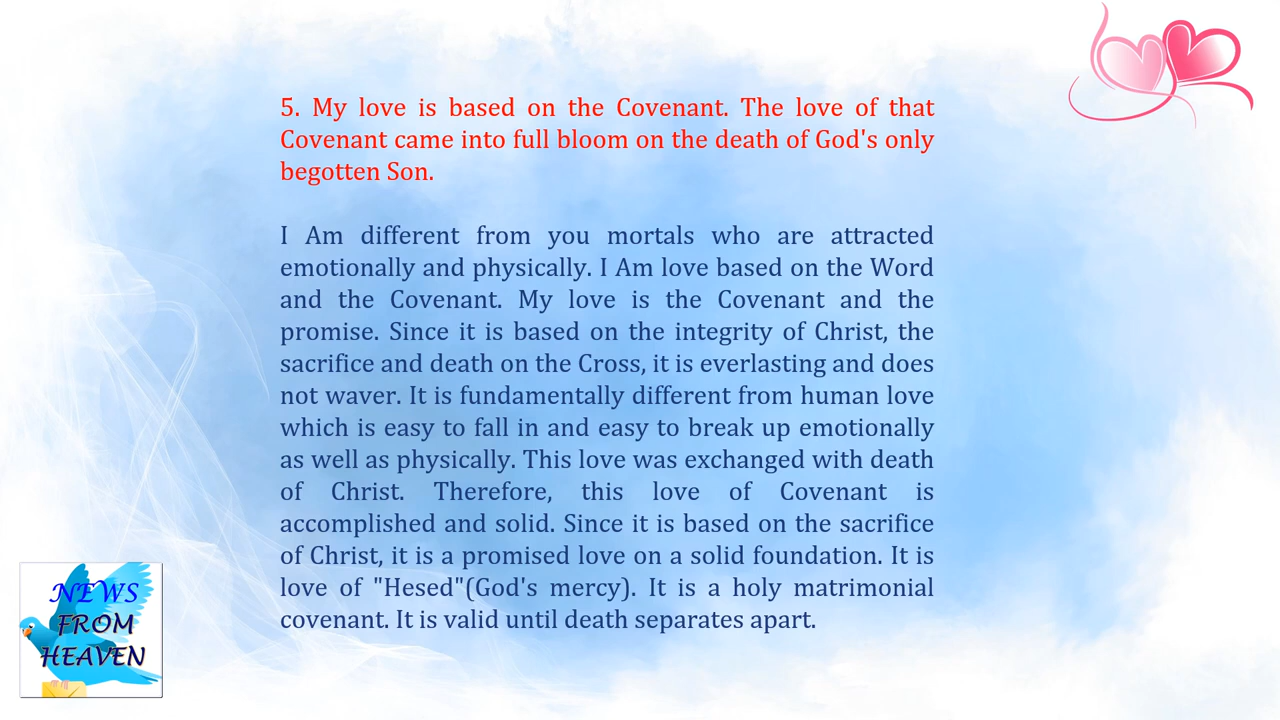 5. My love is based on the Covenant. The love of that
Covenant came into full bloom on the death of God's only
begotten Son.
I Am different from you mortals who are attracted
emotionally and physically. I Am love based on the Word
and the Covenant. My love is the Covenant and the
promise. Since it is based on the integrity of Christ, the
sacrifice and death on the Cross, it is everlasting and does
not waver. It is fundamentally different from human love
which is easy to fall in and easy to break up emotionally
as well as physically. This love was exchanged with death
of Christ. Therefore, this love of Covenant is
accomplished and solid. Since it is based on the sacrifice
of Christ, it is a promised love on a solid foundation. It is
love of "Hesed"(God's mercy). It is a holy matrimonial
covenant. It is valid until death separates apart.
NEWS
FROM
HEAVEN